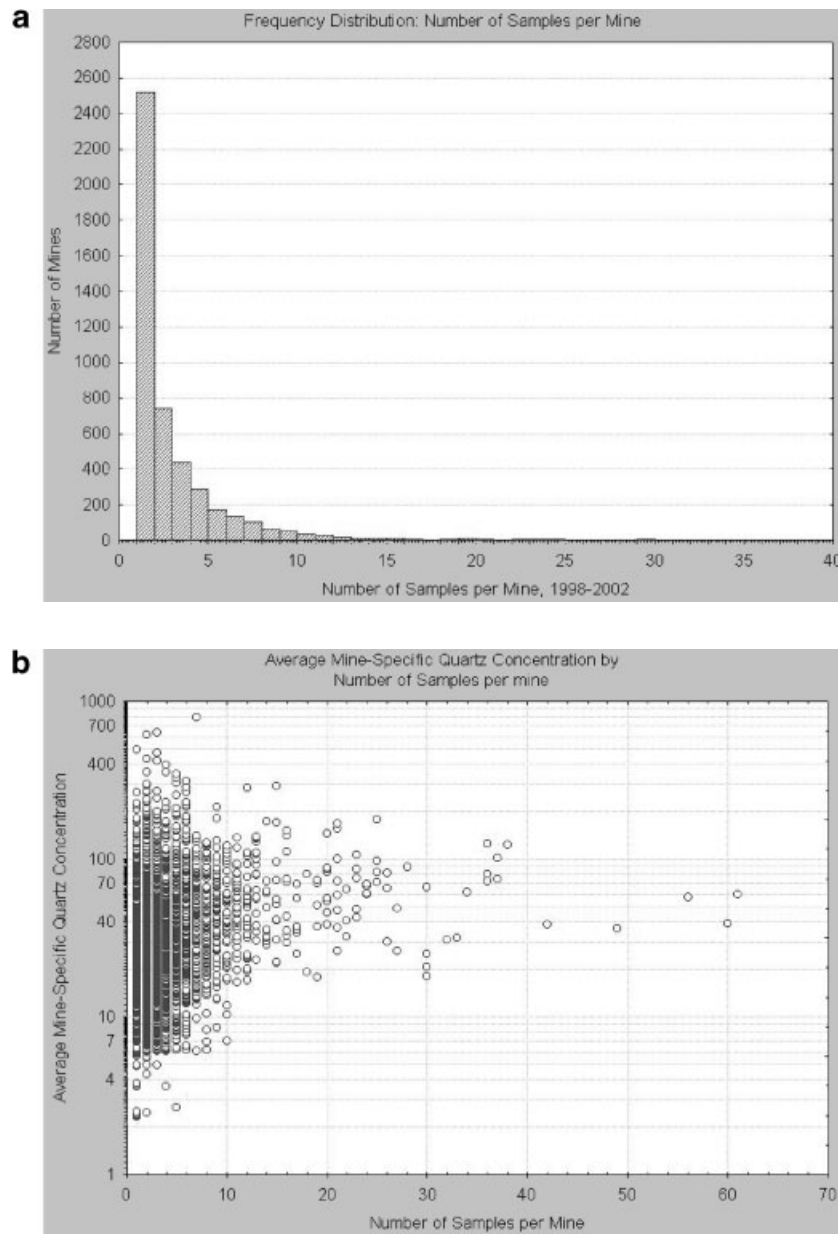 a
Frequency Distribution: Number of Samples per Mine
2800
2600
2400
2200
2000
1800
1600
1400
1200
1000
800
600
400
200
0
Number of Mines
0 5 10 15 20 25 30 35 40
Number of Samples per Mine, 1998-2002
b
Average Mine-Specific Quartz Concentration by
Number of Samples per mine
1000
700
400
100
70
40
10
7
4
1
Average Mine-Specific Quartz Concentration
0 10 20 30 40 50 60 70
Number of Samples per Mine